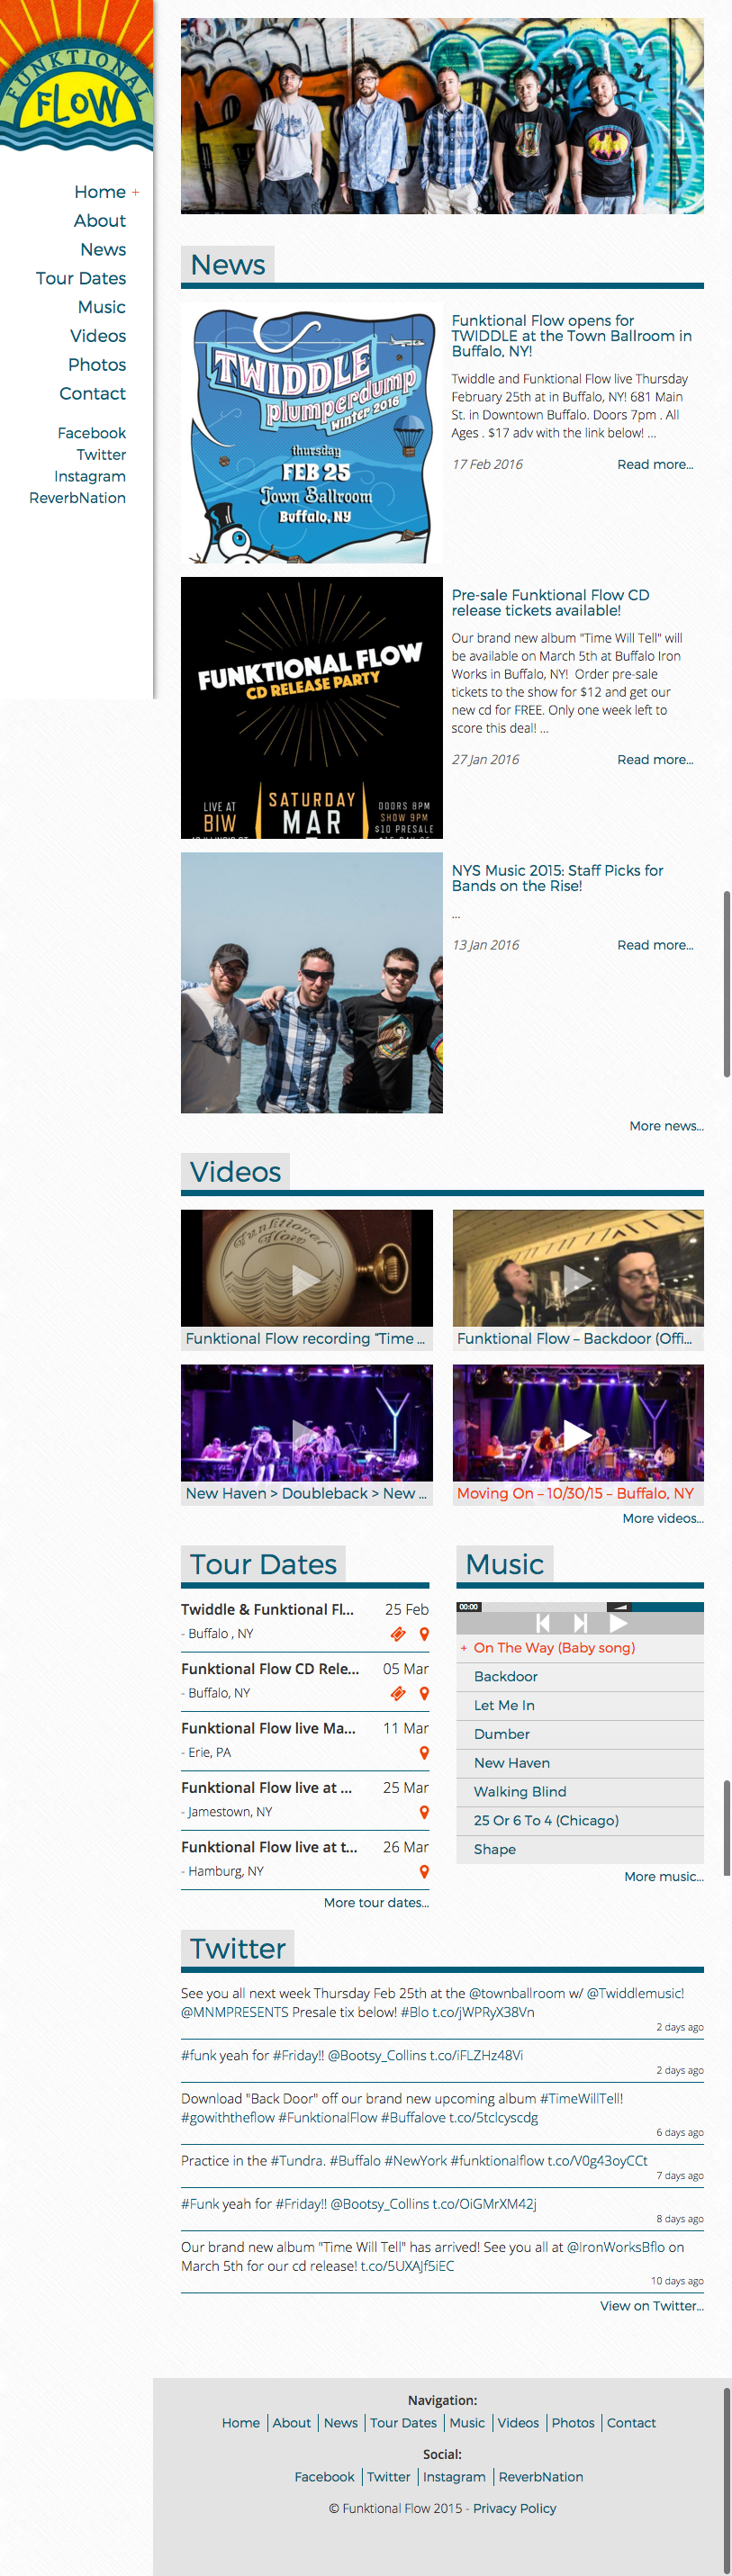 FUNKTIONAL
FLOW
Home +
About
News
Tour Dates
Music
Videos
Photos
Contact
Facebook
Twitter
Instagram
ReverbNation
News
TWIDDLE
plumperdump
Winter 2016
thursday
FEB 25
Town Ballroom
Buffalo, NY
Funktional Flow opens for
TWIDDLE at the Town Ballroom in
Buffalo, NY!
Twiddle and Funktional Flow live Thursday
February 25th at in Buffalo, NY! 681 Main
St. in Downtown Buffalo. Doors 7pm . All
Ages . $17 adv with the link below! ...
17 Feb 2016 Read more...
FUNKTIONAL FLOW
CD RELEASE PARTY
LIVE AT
BIW
SATURDAY
MAR
DOORS 8PM
SHOW 9PM
$10 PRESALE
Pre-sale Funktional Flow CD
release tickets available!
Our brand new album "Time Will Tell" will
be available on March 5th at Buffalo Iron
Works in Buffalo, NY! Order pre-sale
tickets to the show for $12 and get our
new cd for FREE. Only one week left to
score this deal! ...
27 Jan 2016 Read more...
NYS Music 2015: Staff Picks for
Bands on the Rise!
...
13 Jan 2016 Read more...
More news...
Videos
Funktional Flow
Funktional Flow recording "Time ...
Funktional Flow – Backdoor (Offi...
New Haven > Doubleback > New ...
Moving On – 10/30/15 – Buffalo, NY
More videos...
Tour Dates
Twiddle & Funktional Fl... 25 Feb
- Buffalo , NY
Funktional Flow CD Rele... 05 Mar
- Buffalo, NY
Funktional Flow live Ma... 11 Mar
- Erie, PA
Funktional Flow live at ... 25 Mar
- Jamestown, NY
Funktional Flow live at t... 26 Mar
- Hamburg, NY
More tour dates...
Music
00:00
+ On The Way (Baby song)
Backdoor
Let Me In
Dumber
New Haven
Walking Blind
25 Or 6 To 4 (Chicago)
Shape
More music...
Twitter
See you all next week Thursday Feb 25th at the @townballroom w/ @Twiddlemusic!
@MNMPRESENTS Presale tix below! #Blo t.co/jWPRyX38Vn
2 days ago
#funk yeah for #Friday!! @Bootsy_Collins t.co/iFLZHz48Vi
2 days ago
Download "Back Door" off our brand new upcoming album #TimeWillTell!
#gowiththeflow #FunktionalFlow #Buffalove t.co/5tclcyscdg
6 days ago
Practice in the #Tundra. #Buffalo #NewYork #funktionalflow t.co/V0g43oyCCt
7 days ago
#Funk yeah for #Friday!! @Bootsy_Collins t.co/OiGMrXM42j
8 days ago
Our brand new album "Time Will Tell" has arrived! See you all at @IronWorksBflo on
March 5th for our cd release! t.co/5UXAJf5iEC
10 days ago
View on Twitter...
Navigation:
Home About News Tour Dates Music Videos Photos Contact
Social:
Facebook Twitter Instagram ReverbNation
© Funktional Flow 2015 - Privacy Policy